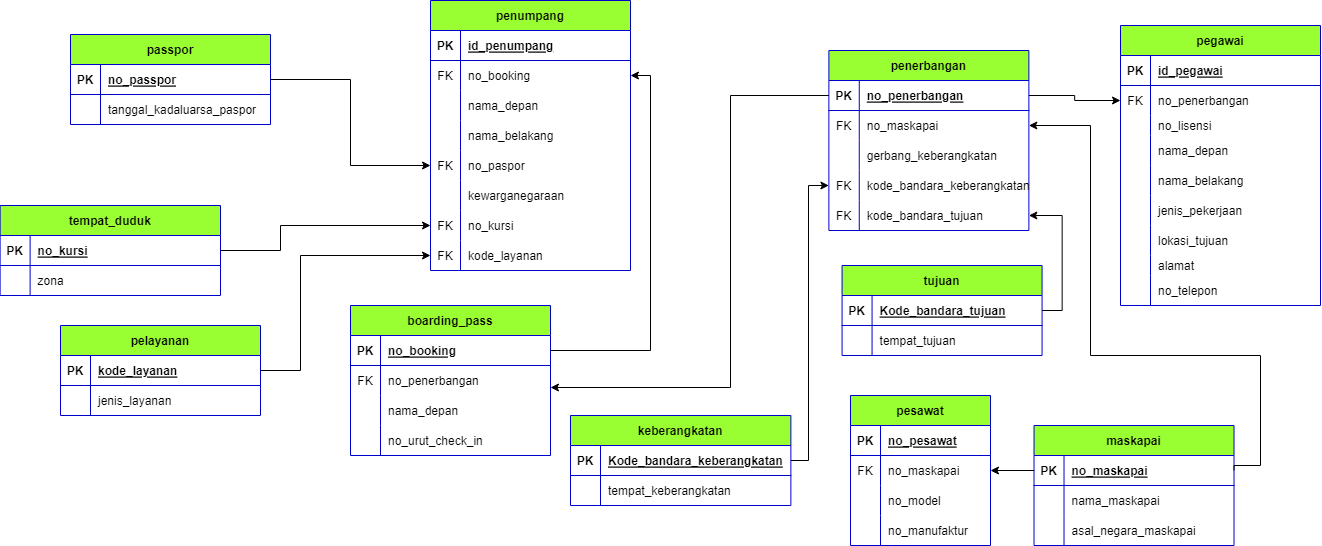 passpor
PK no_passpor
tanggal_kadaluarsa_paspor
penumpang
PK id_penumpang
FK no_booking
nama_depan
nama_belakang
FK no_paspor
kewarganegaraan
FK no_kursi
FK kode_layanan
tempat_duduk
PK no_kursi
zona
pelayanan
PK kode_layanan
jenis_layanan
boarding_pass
PK no_booking
FK no_penerbangan
nama_depan
no_urut_check_in
keberangkatan
PK Kode_bandara_keberangkatan
tempat_keberangkatan
penerbangan
PK no_penerbangan
FK no_maskapai
gerbang_keberangkatan
FK kode_bandara_keberangkatan
FK kode_bandara_tujuan
tujuan
PK Kode_bandara_tujuan
tempat_tujuan
pesawat
PK no_pesawat
FK no_maskapai
no_model
no_manufaktur
maskapai
PK no_maskapai
nama_maskapai
asal_negara_maskapai
pegawai
PK id_pegawai
FK no_penerbangan
no_lisensi
nama_depan
nama_belakang
jenis_pekerjaan
lokasi_tujuan
alamat
no_telepon